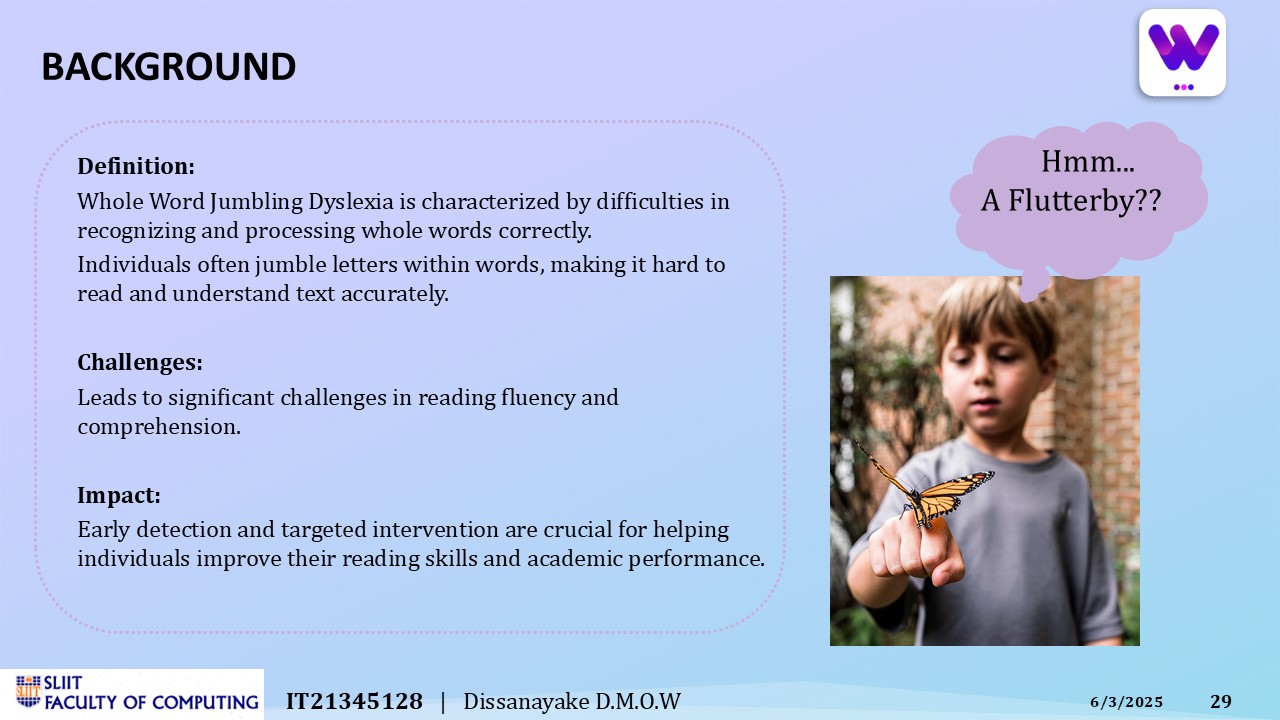 BACKGROUND
W
Hmm...
A Flutterby??
Definition:
Whole Word Jumbling Dyslexia is characterized by difficulties in
recognizing and processing whole words correctly.
Individuals often jumble letters within words, making it hard to
read and understand text accurately.
Challenges:
Leads to significant challenges in reading fluency and
comprehension.
Impact:
Early detection and targeted intervention are crucial for helping
individuals improve their reading skills and academic performance.
SLIIT
SLIIT
FACULTY OF COMPUTING
IT21345128 | Dissanayake D.M.O.W
6/3/2025
29